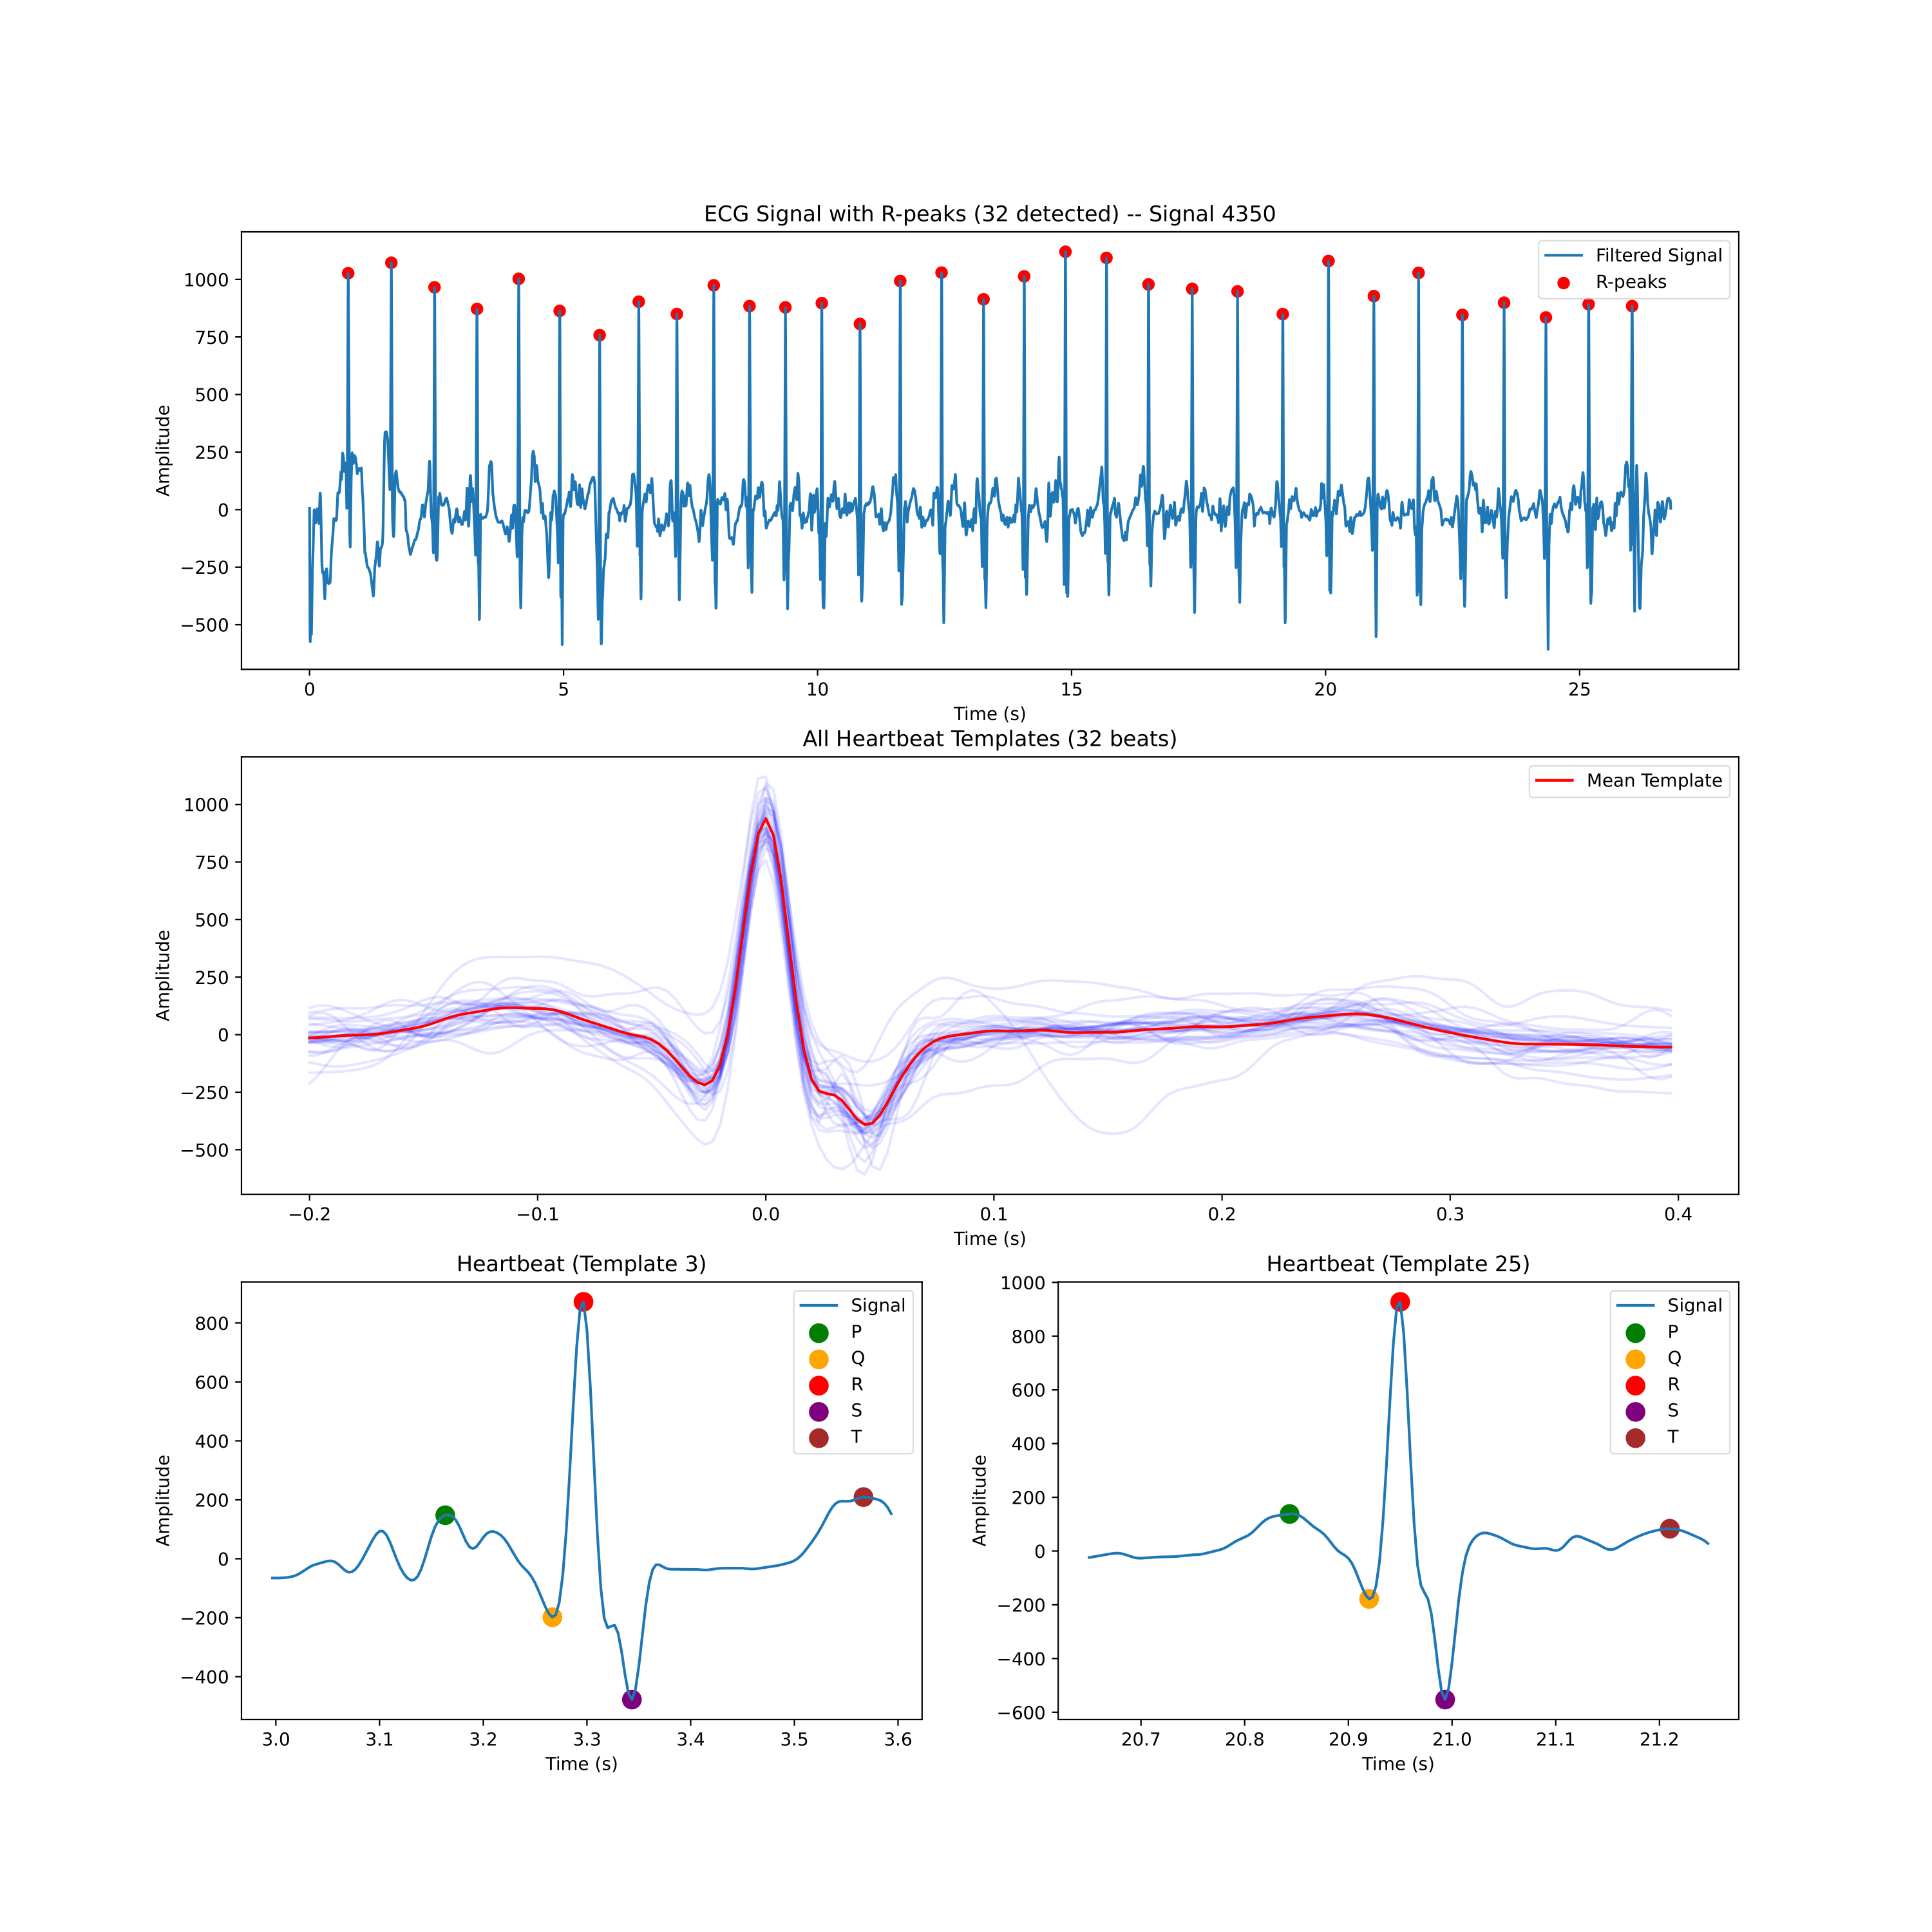 ECG Signal with R-peaks (32 detected) -- Signal 4350
Filtered Signal
R-peaks
1000
750
500
250
0
−250
−500
Amplitude
0 5 10 15 20 25
Time (s)
All Heartbeat Templates (32 beats)
Mean Template
1000
750
500
250
0
−250
−500
Amplitude
−0.2 −0.1 0.0 0.1 0.2 0.3 0.4
Time (s)
Heartbeat (Template 3)
Signal
P
Q
R
S
T
800
600
400
200
0
−200
−400
Amplitude
3.0 3.1 3.2 3.3 3.4 3.5 3.6
Time (s)
Heartbeat (Template 25)
Signal
P
Q
R
S
T
1000
800
600
400
200
0
−200
−400
−600
Amplitude
20.7 20.8 20.9 21.0 21.1 21.2
Time (s)